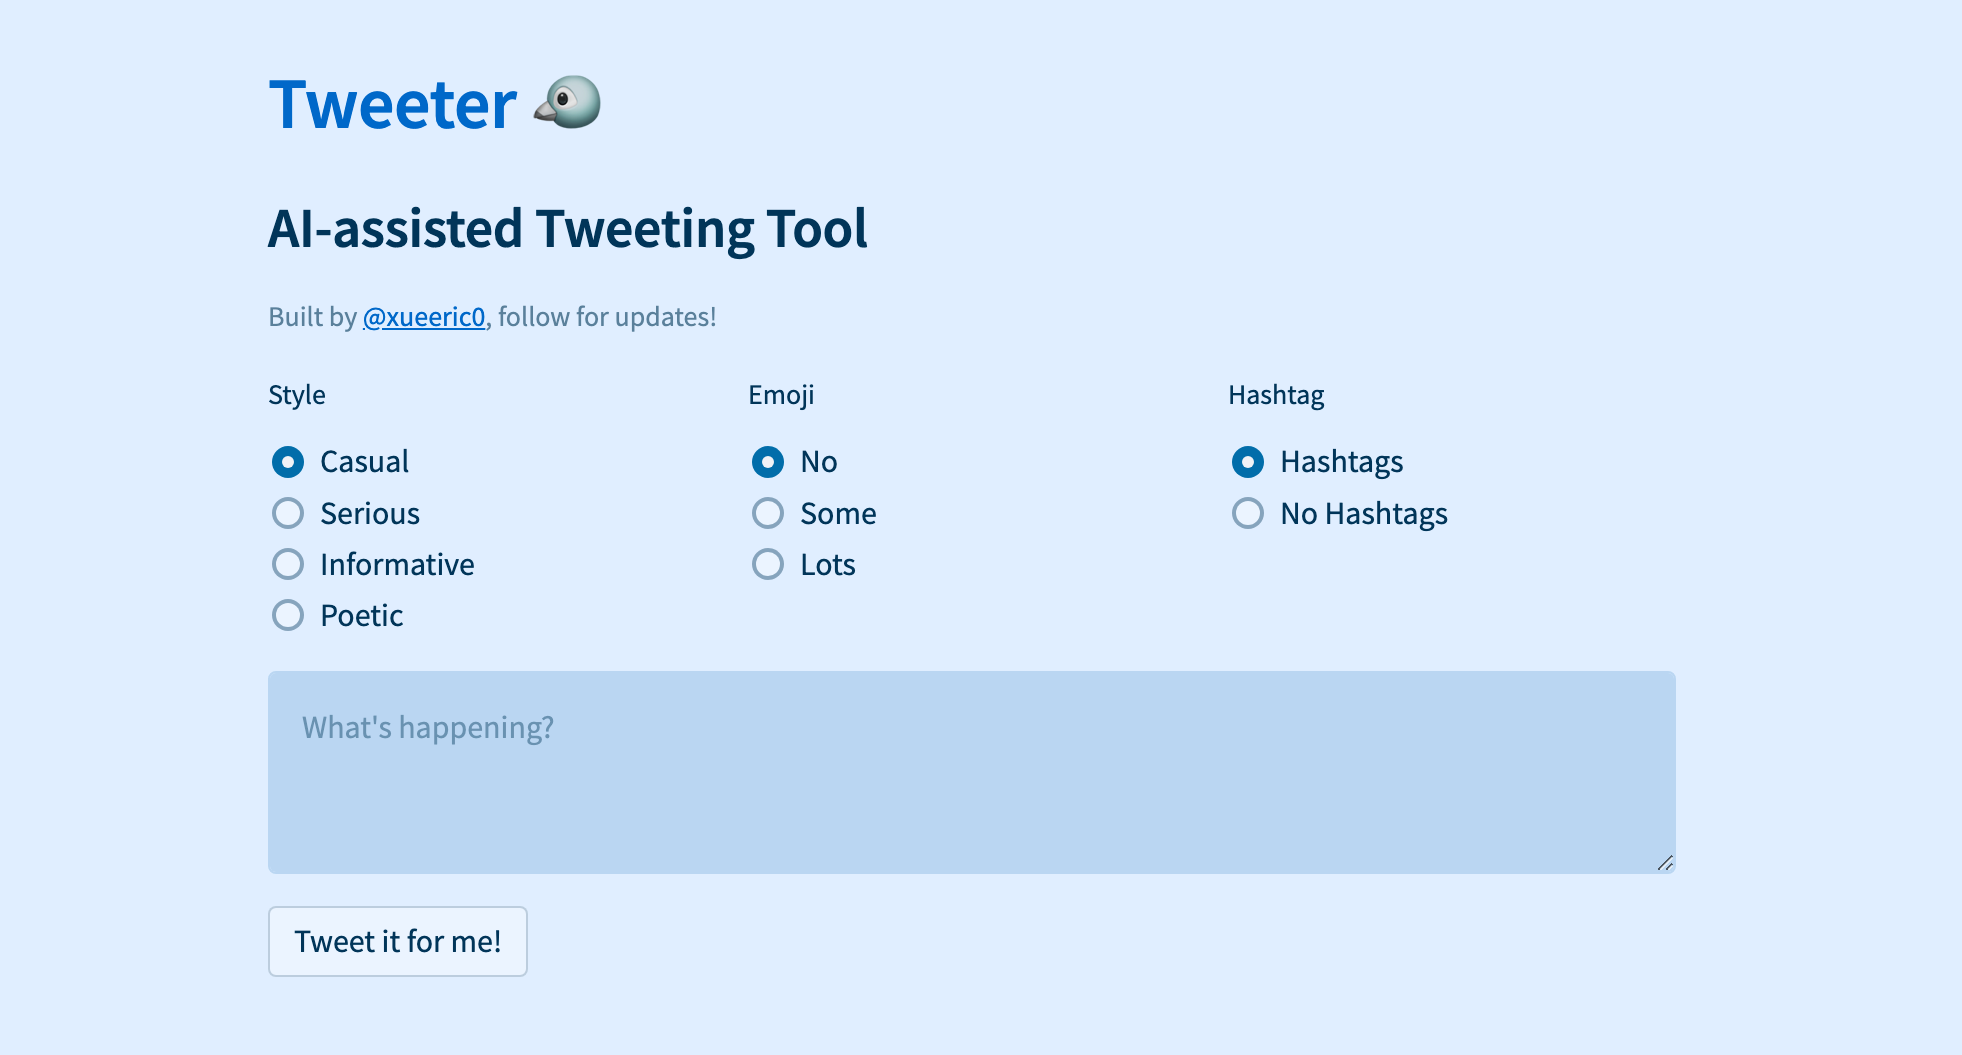 Tweeter
AI-assisted Tweeting Tool
Built by @xueeric0, follow for updates!
Style
Casual
Serious
Informative
Poetic
Emoji
No
Some
Lots
Hashtag
Hashtags
No Hashtags
What's happening?
Tweet it for me!